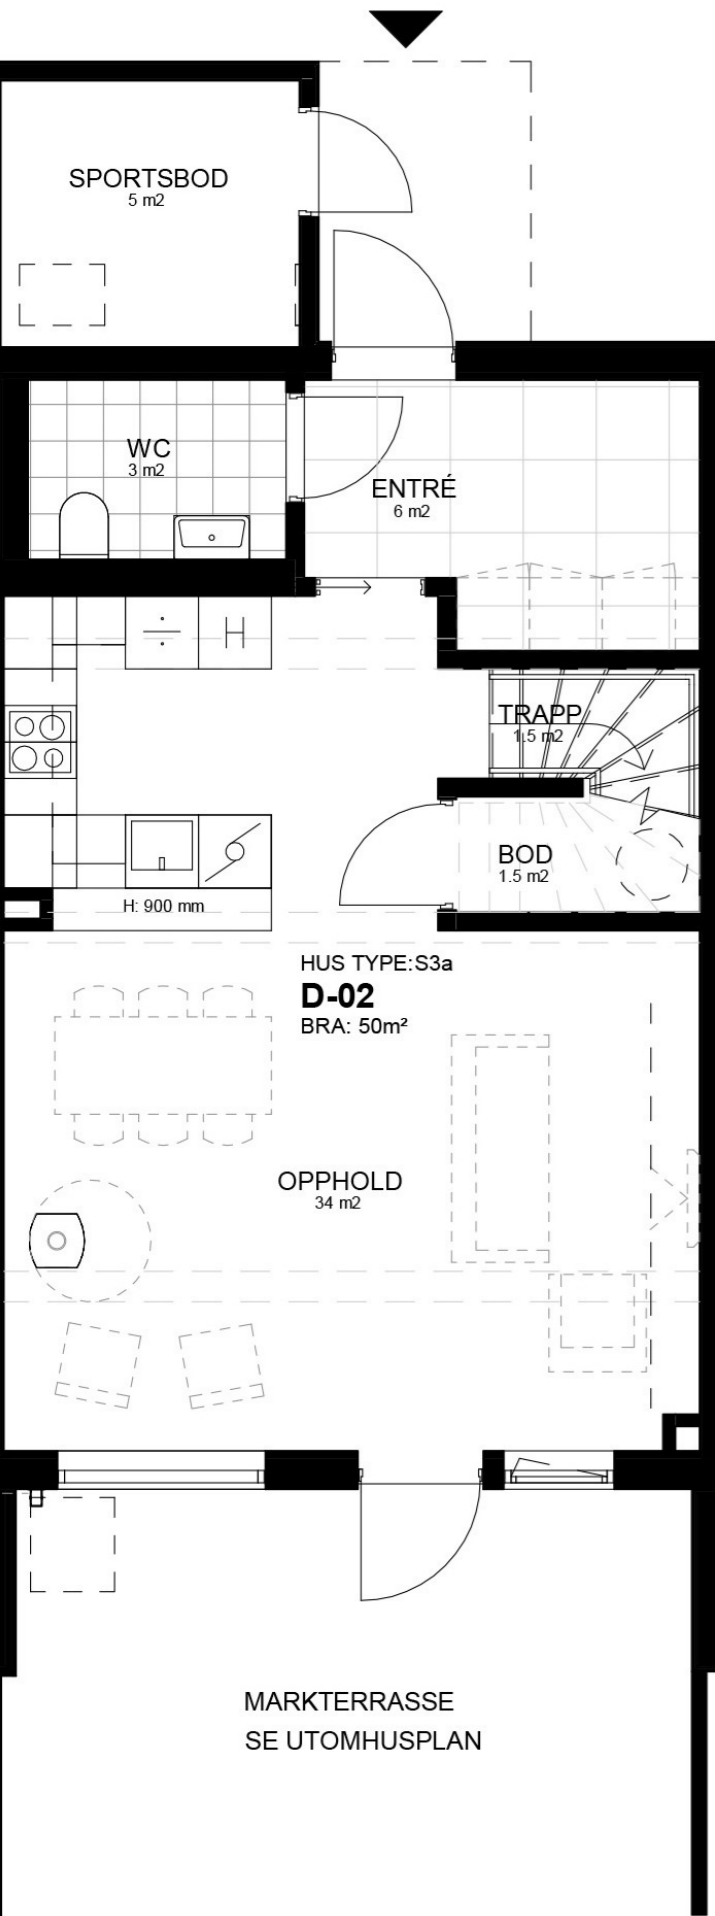 SPORTSBOD
5 m2
WC
3 m2
ENTRÉ
6 m2
H
TRAPP
1.5 m2
BOD
1.5 m2
H: 900 mm
HUS TYPE:S3a
D-02
BRA: 50m²
OPPHOLD
34 m2
MARKTERRASSE
SE UTOMHUSPLAN